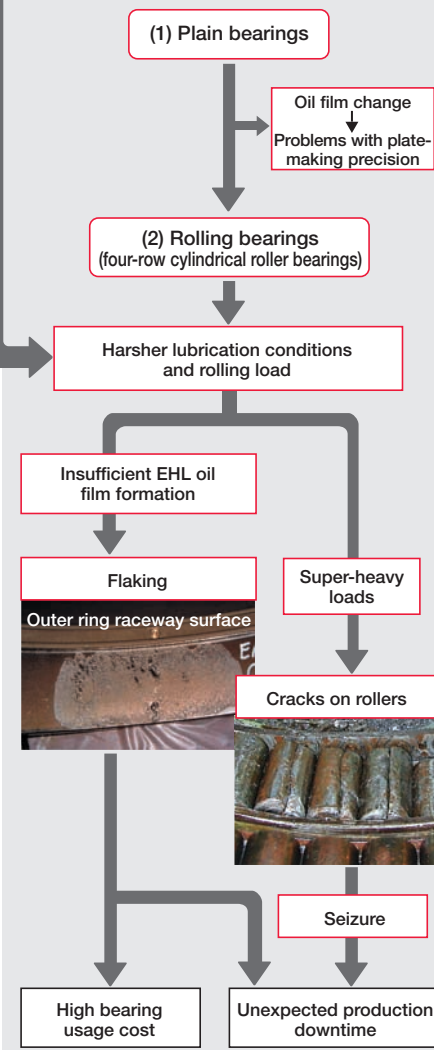 (1) Plain bearings
Oil film change
Problems with plate-
making precision
(2) Rolling bearings
(four-row cylindrical roller bearings)
Harsher lubrication conditions
and rolling load
Insufficient EHL oil
film formation
Flaking
Outer ring raceway surface
Super-heavy
loads
Cracks on rollers
Seizure
High bearing
usage cost
Unexpected production
downtime